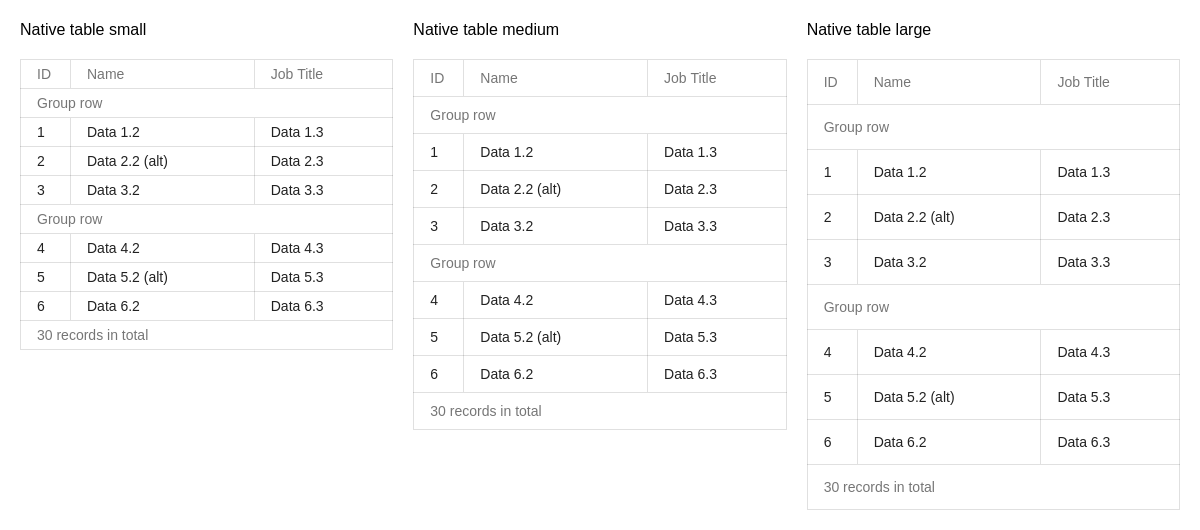 Native table small
ID Name Job Title
Group row
1 Data 1.2 Data 1.3
2 Data 2.2 (alt) Data 2.3
3 Data 3.2 Data 3.3
Group row
4 Data 4.2 Data 4.3
5 Data 5.2 (alt) Data 5.3
6 Data 6.2 Data 6.3
30 records in total
Native table medium
ID Name Job Title
Group row
1 Data 1.2 Data 1.3
2 Data 2.2 (alt) Data 2.3
3 Data 3.2 Data 3.3
Group row
4 Data 4.2 Data 4.3
5 Data 5.2 (alt) Data 5.3
6 Data 6.2 Data 6.3
30 records in total
Native table large
ID Name Job Title
Group row
1 Data 1.2 Data 1.3
2 Data 2.2 (alt) Data 2.3
3 Data 3.2 Data 3.3
Group row
4 Data 4.2 Data 4.3
5 Data 5.2 (alt) Data 5.3
6 Data 6.2 Data 6.3
30 records in total